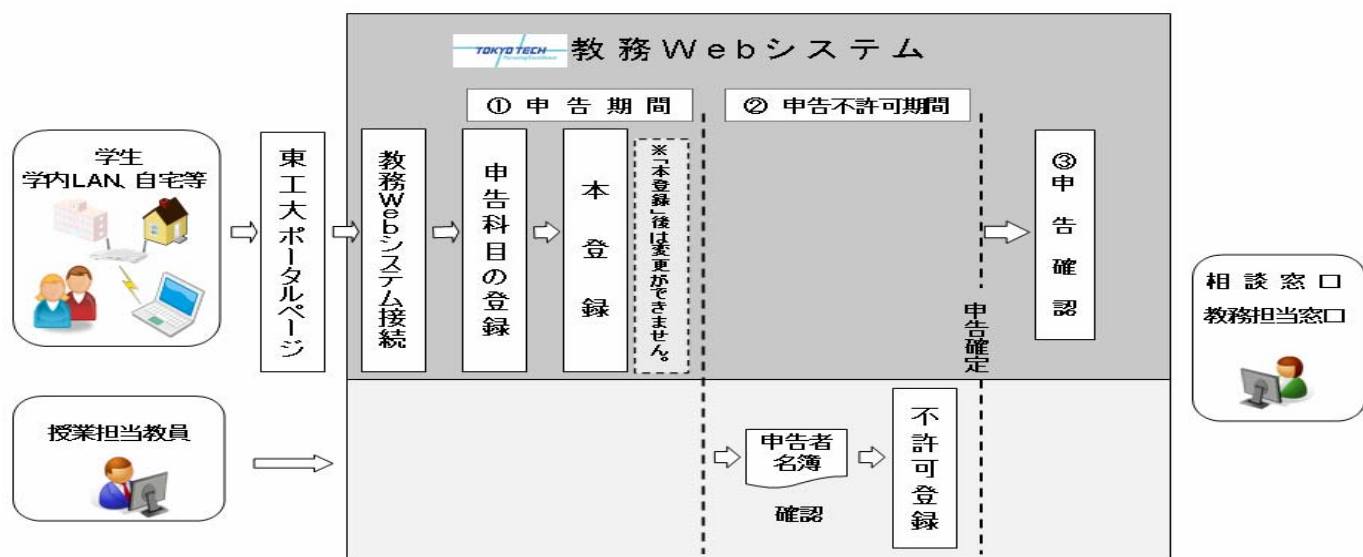 TOKYO TECH
Pursuing Excellence
教務Webシステム
①申告期間
②申告不許可期間
学生
学内LAN、自宅等
東工大ポータルページ
教務Webシステム接続
申告科目の登録
本登録
※「本登録」後は変更ができません。
③申告確認
申告確定
相談窓口
教務担当窓口
授業担当教員
申告者
名簿
確認
不許可登録